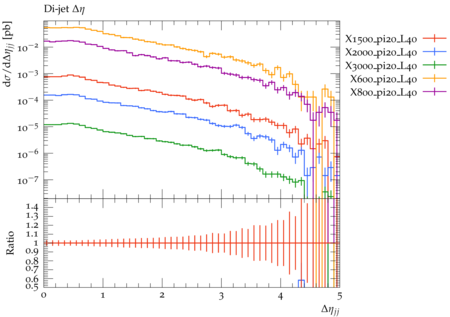 Di-jet Δη
dσ/dΔη_jj [pb]
10⁻²
10⁻³
10⁻⁴
10⁻⁵
10⁻⁶
10⁻⁷
X1500_pi20_L40
X2000_pi20_L40
X3000_pi20_L40
X600_pi20_L40
X800_pi20_L40
Ratio
1.4
1.3
1.2
1.1
1
0.9
0.8
0.7
0.6
0.5
0 1 2 3 4 5
Δη_jj